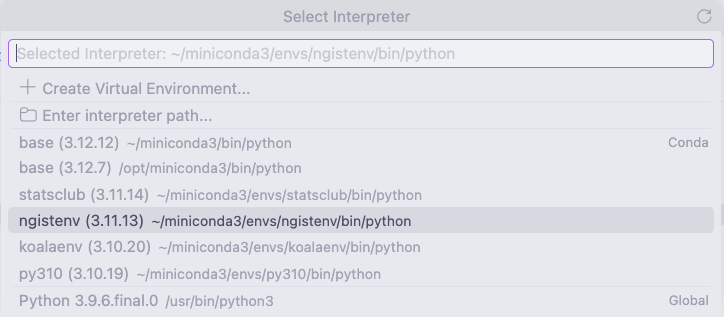 Select Interpreter
Selected Interpreter: ~/miniconda3/envs/ngistenv/bin/python
Create Virtual Environment...
Enter interpreter path...
base (3.12.12) ~/miniconda3/bin/python Conda
base (3.12.7) /opt/miniconda3/bin/python
statsclub (3.11.14) ~/miniconda3/envs/statsclub/bin/python
ngistenv (3.11.13) ~/miniconda3/envs/ngistenv/bin/python
koalaenv (3.10.20) ~/miniconda3/envs/koalaenv/bin/python
py310 (3.10.19) ~/miniconda3/envs/py310/bin/python
Python 3.9.6.final.0 /usr/bin/python3 Global